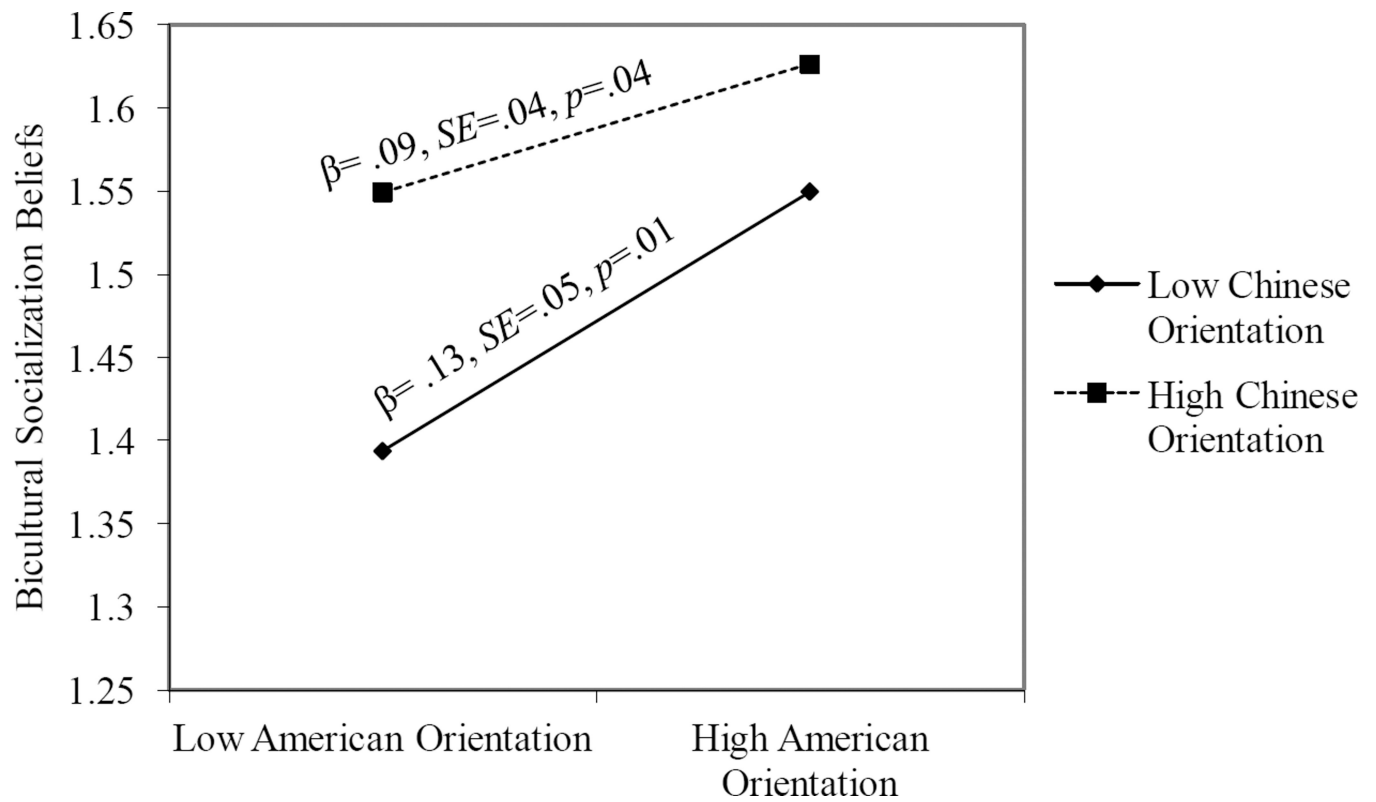 1.65
1.6
1.55
1.5
1.45
1.4
1.35
1.3
1.25
Bicultural Socialization Beliefs
β= .09, SE=.04, p=.04
β= .13, SE=.05, p=.01
Low American Orientation
High American
Orientation
Low Chinese
Orientation
High Chinese
Orientation